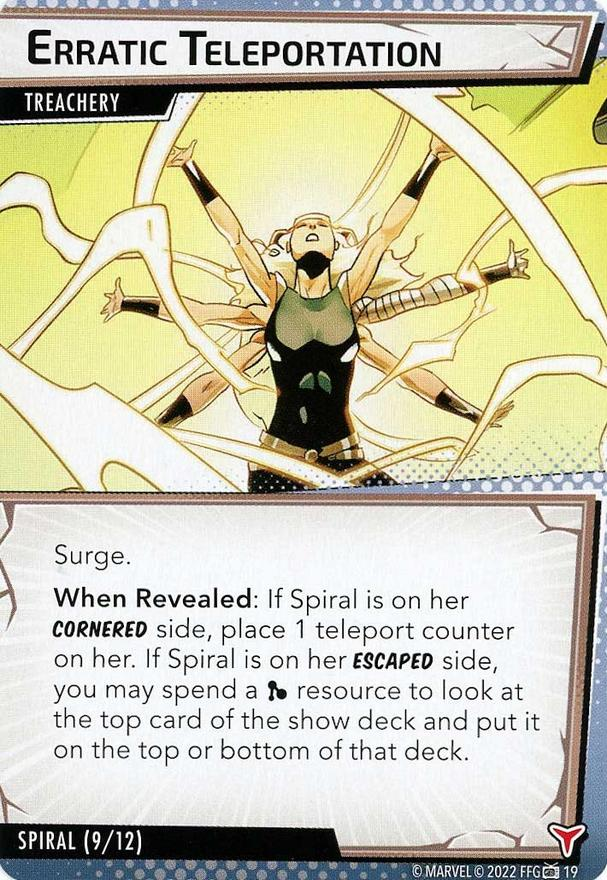 ERRATIC TELEPORTATION
TREACHERY
Surge.
When Revealed: If Spiral is on her
CORNERED side, place 1 teleport counter
on her. If Spiral is on her ESCAPED side,
you may spend a resource to look at
the top card of the show deck and put it
on the top or bottom of that deck.
SPIRAL (9/12)
© MARVEL © 2022 FFG 19